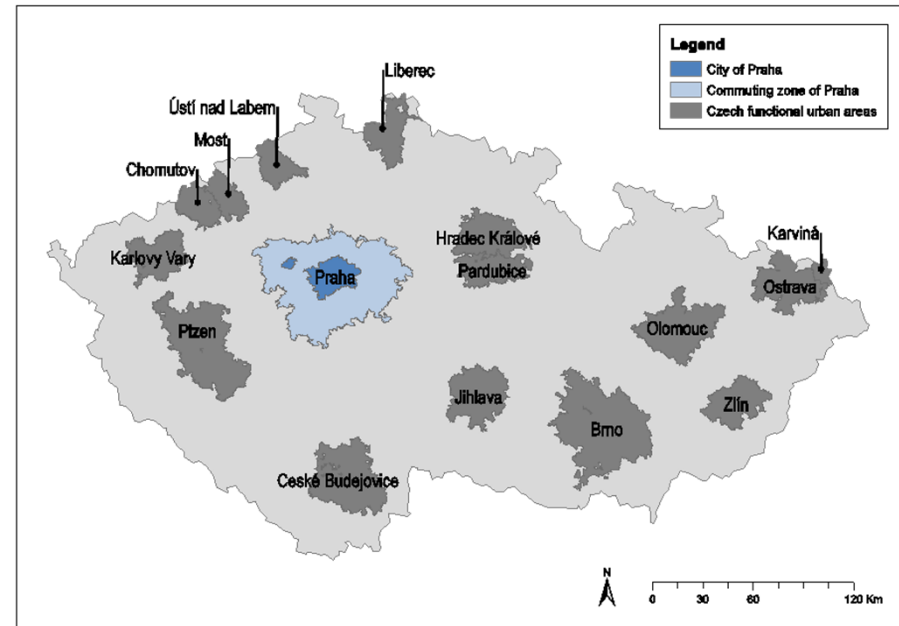 Legend
City of Praha
Commuting zone of Praha
Czech functional urban areas
Liberec
Ústí nad Labem
Most
Chomutov
Karlovy Vary
Praha
Hradec Králové
Pardubice
Karviná
Ostrava
Plzen
Olomouc
Jihlava
Zlín
Brno
Ceské Budejovice
N
0 30 60 90 120 Km